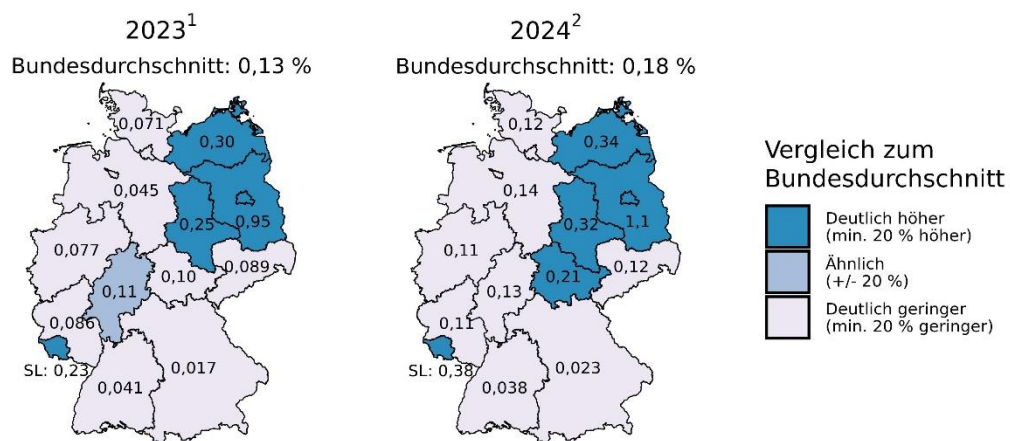 2023¹
Bundesdurchschnitt: 0,13 %
0,071
0,30
0,045
0,25
0,95
0,077
0,10
0,089
0,11
0,086
SL: 0,23
0,041
0,017
2024²
Bundesdurchschnitt: 0,18 %
0,12
0,34
0,14
0,32
1,1
0,11
0,21
0,12
0,13
0,11
SL: 0,38
0,038
0,023
Vergleich zum
Bundesdurchschnitt
Deutlich höher
(min. 20 % höher)
Ähnlich
(+/- 20 %)
Deutlich geringer
(min. 20 % geringer)